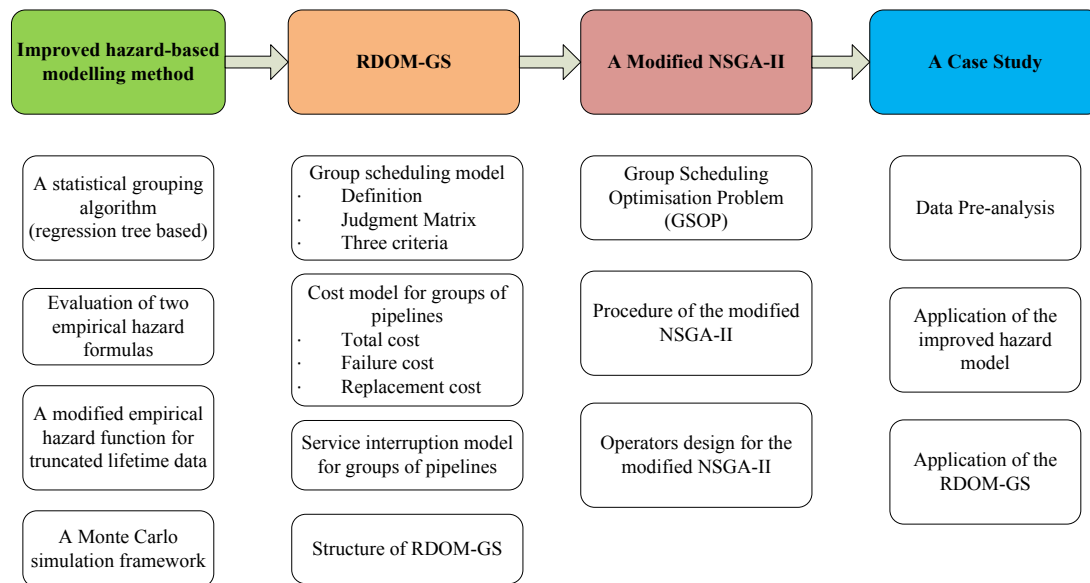 Improved hazard-based
modelling method
RDOM-GS
A Modified NSGA-II
A Case Study
A statistical grouping
algorithm
(regression tree based)
Evaluation of two
empirical hazard
formulas
A modified empirical
hazard function for
truncated lifetime data
A Monte Carlo
simulation framework
Group scheduling model
· Definition
· Judgment Matrix
· Three criteria
Cost model for groups of
pipelines
· Total cost
· Failure cost
· Replacement cost
Service interruption model
for groups of pipelines
Structure of RDOM-GS
Group Scheduling
Optimisation Problem
(GSOP)
Procedure of the modified
NSGA-II
Operators design for the
modified NSGA-II
Data Pre-analysis
Application of the
improved hazard
model
Application of the
RDOM-GS